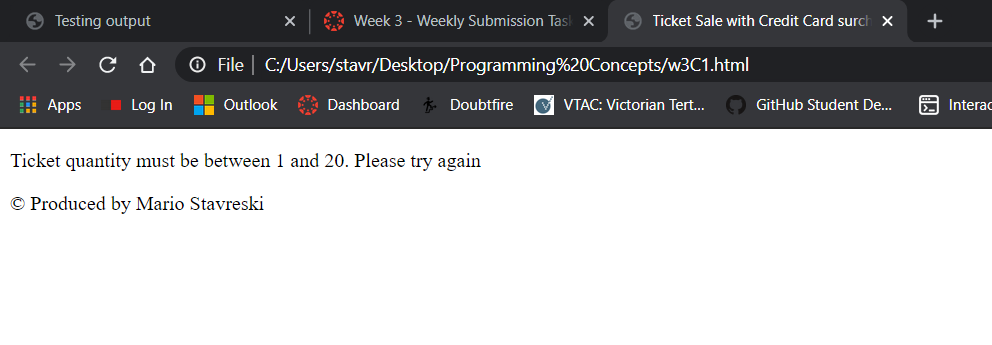 Testing output
Week 3 - Weekly Submission Task
Ticket Sale with Credit Card surch
File
C:/Users/stavr/Desktop/Programming%20Concepts/w3C1.html
Apps
Log In
Outlook
Dashboard
Doubtfire
VTAC: Victorian Tert...
GitHub Student De...
Interac
Ticket quantity must be between 1 and 20. Please try again
© Produced by Mario Stavreski